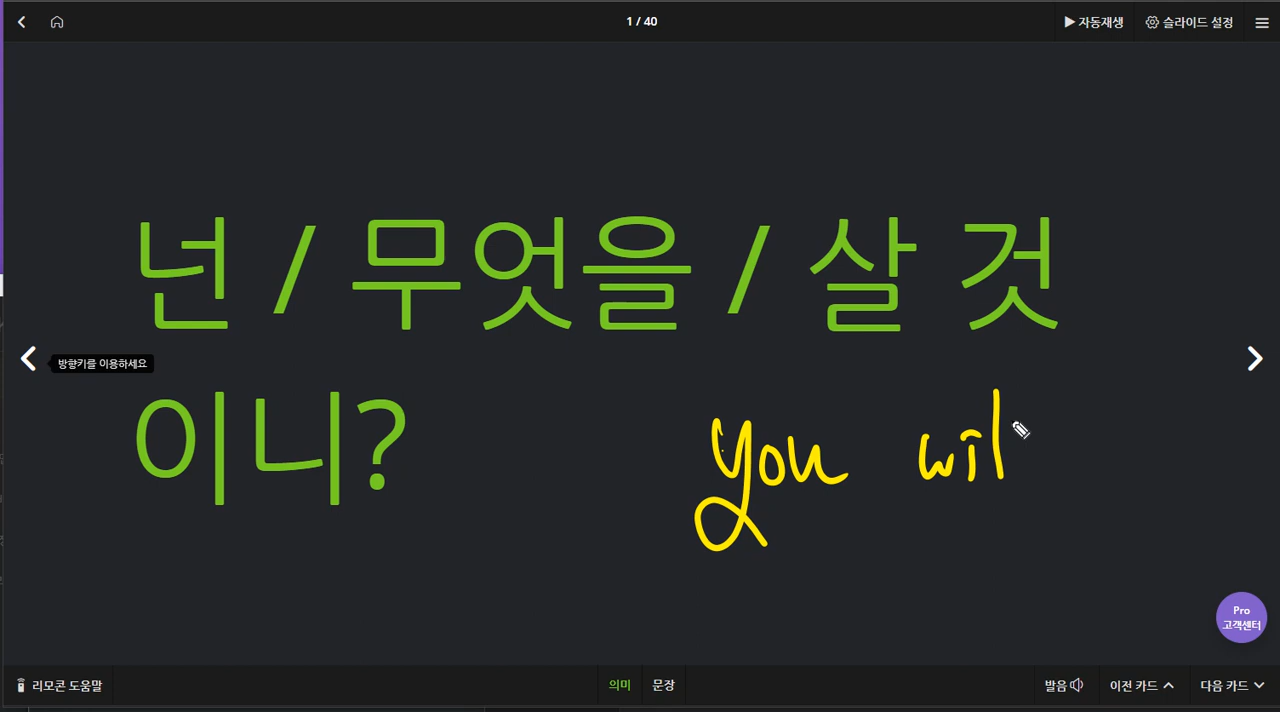 1 / 40
자동재생
슬라이드 설정
넌 / 무엇을 / 살 것
방향키를 이용하세요
이니?
you wil
Pro
고객센터
리모콘 도움말
의미
문장
발음
이전 카드
다음 카드